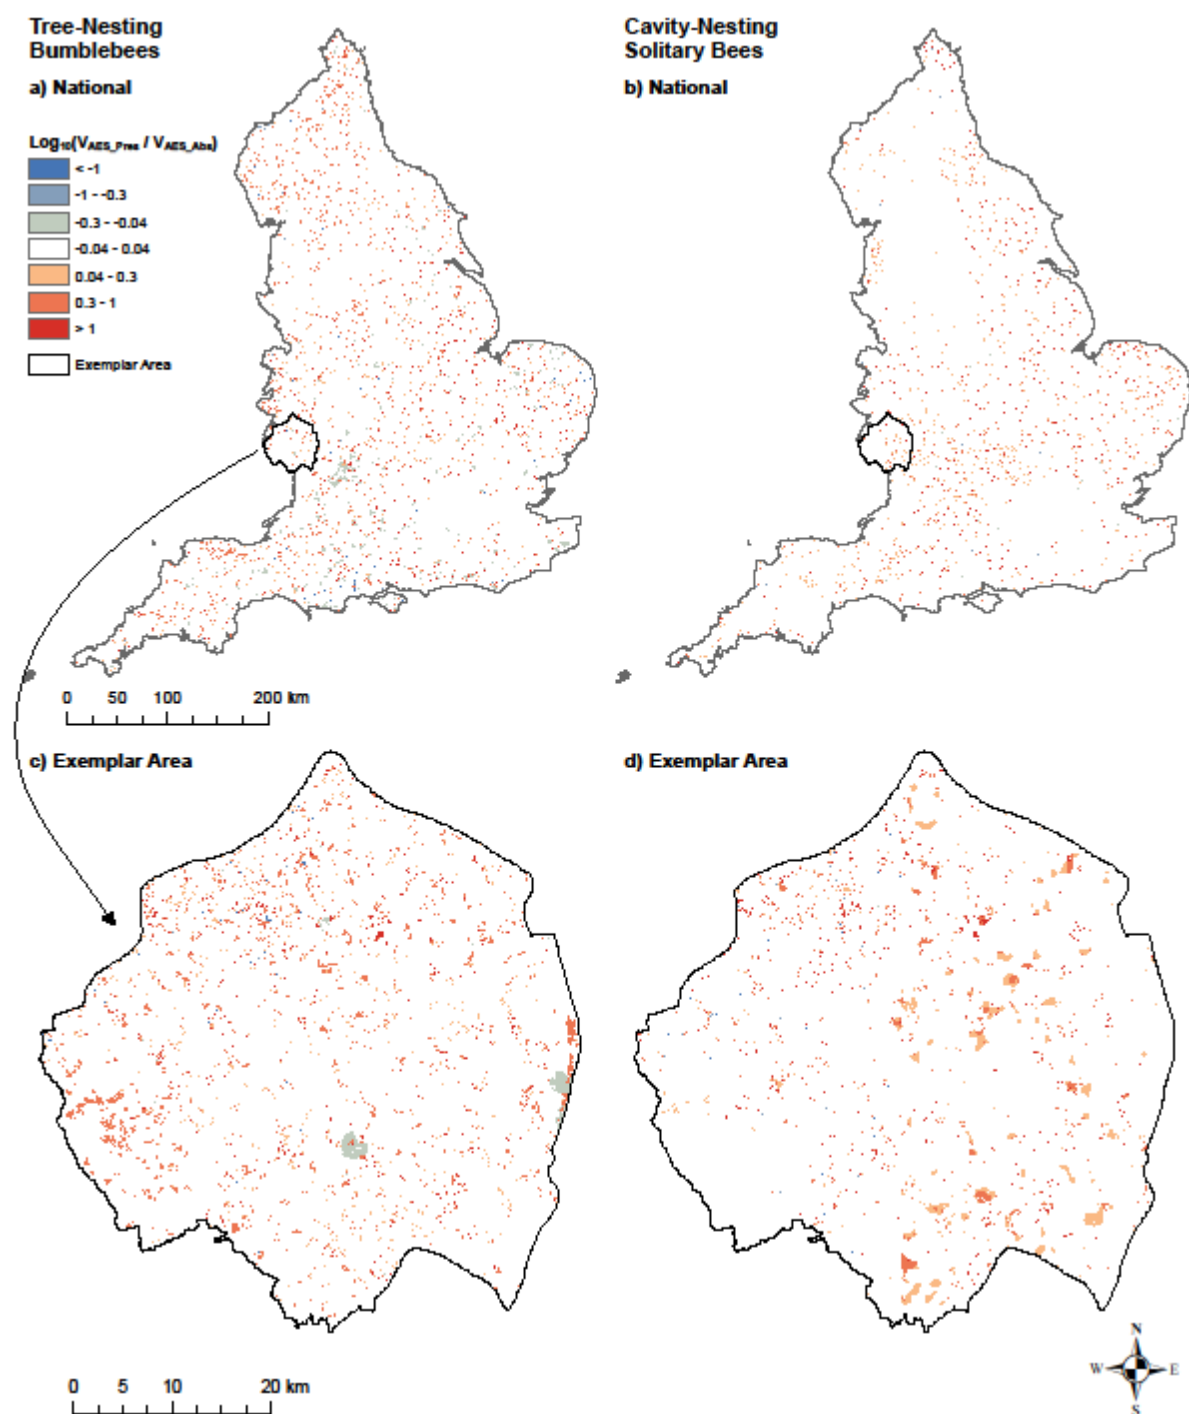 Tree-Nesting
Bumblebees
a) National
Cavity-Nesting
Solitary Bees
b) National
Log₁₀(V_AES_Pres / V_AES_Abs)
< -1
-1 - -0.3
-0.3 - -0.04
-0.04 - 0.04
0.04 - 0.3
0.3 - 1
> 1
Exemplar Area
0 50 100 200 km
c) Exemplar Area
d) Exemplar Area
0 5 10 20 km
N
W E
S